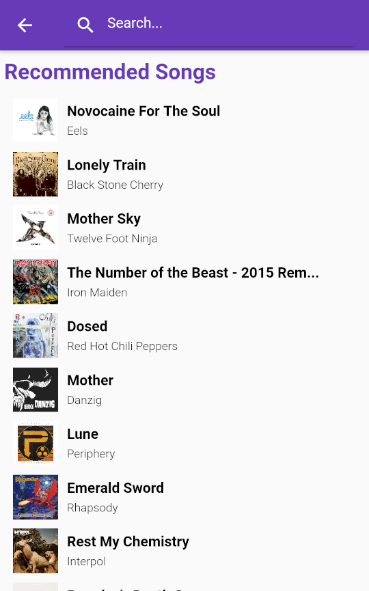 Search...
Recommended Songs
Novocaine For The Soul
Eels
Lonely Train
Black Stone Cherry
Mother Sky
Twelve Foot Ninja
The Number of the Beast - 2015 Rem...
Iron Maiden
Dosed
Red Hot Chili Peppers
Mother
Danzig
DANZIG
Lune
Periphery
Emerald Sword
Rhapsody
Rest My Chemistry
Interpol